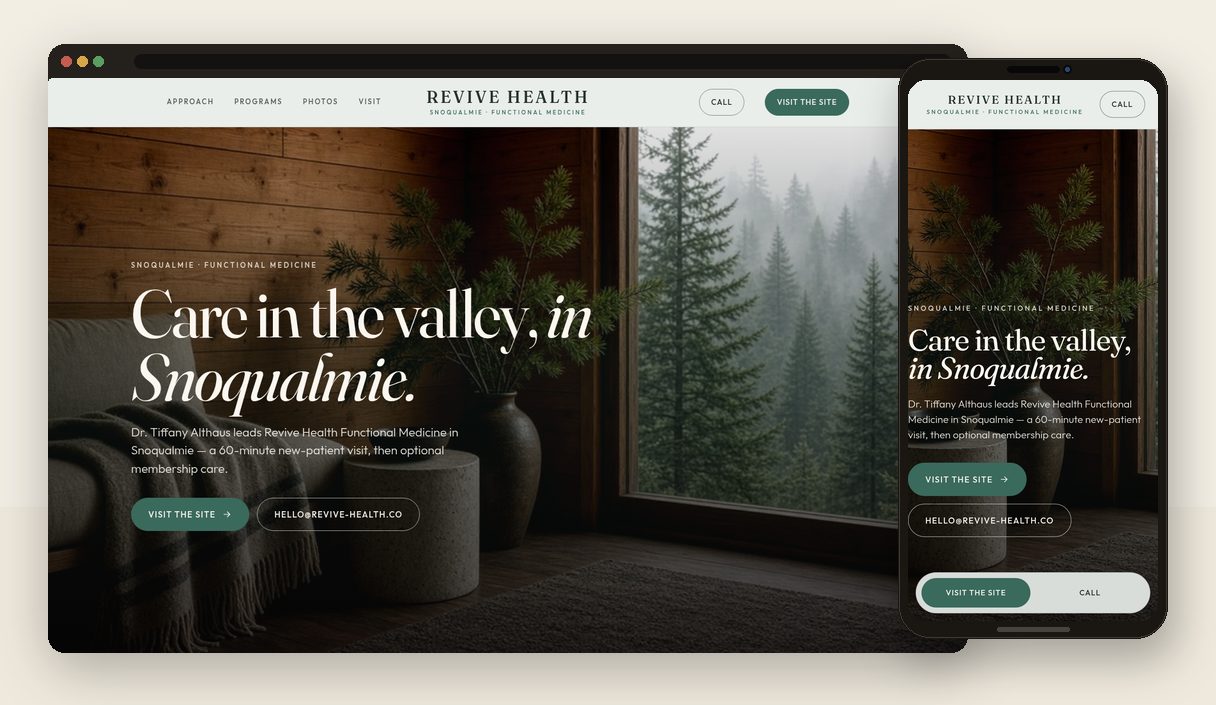 APPROACH PROGRAMS PHOTOS VISIT
REVIVE HEALTH
SNOQUALMIE · FUNCTIONAL MEDICINE
CALL
VISIT THE SITE
SNOQUALMIE · FUNCTIONAL MEDICINE
Care in the valley, in
Snoqualmie.
Dr. Tiffany Althaus leads Revive Health Functional Medicine in
Snoqualmie — a 60-minute new-patient visit, then optional
membership care.
VISIT THE SITE →
HELLO@REVIVE-HEALTH.CO
REVIVE HEALTH
SNOQUALMIE · FUNCTIONAL MEDICINE
CALL
SNOQUALMIE · FUNCTIONAL MEDICINE
Care in the valley,
in Snoqualmie.
Dr. Tiffany Althaus leads Revive Health Functional
Medicine in Snoqualmie — a 60-minute new-patient
visit, then optional membership care.
VISIT THE SITE →
HELLO@REVIVE-HEALTH.CO
VISIT THE SITE
CALL